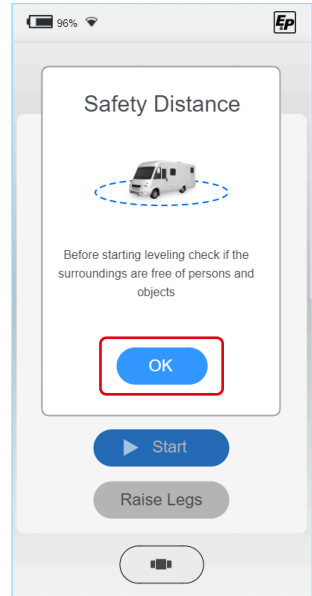 96%
E&P
Safety Distance
Before starting leveling check if the
surroundings are free of persons and
objects
OK
Start
Raise Legs